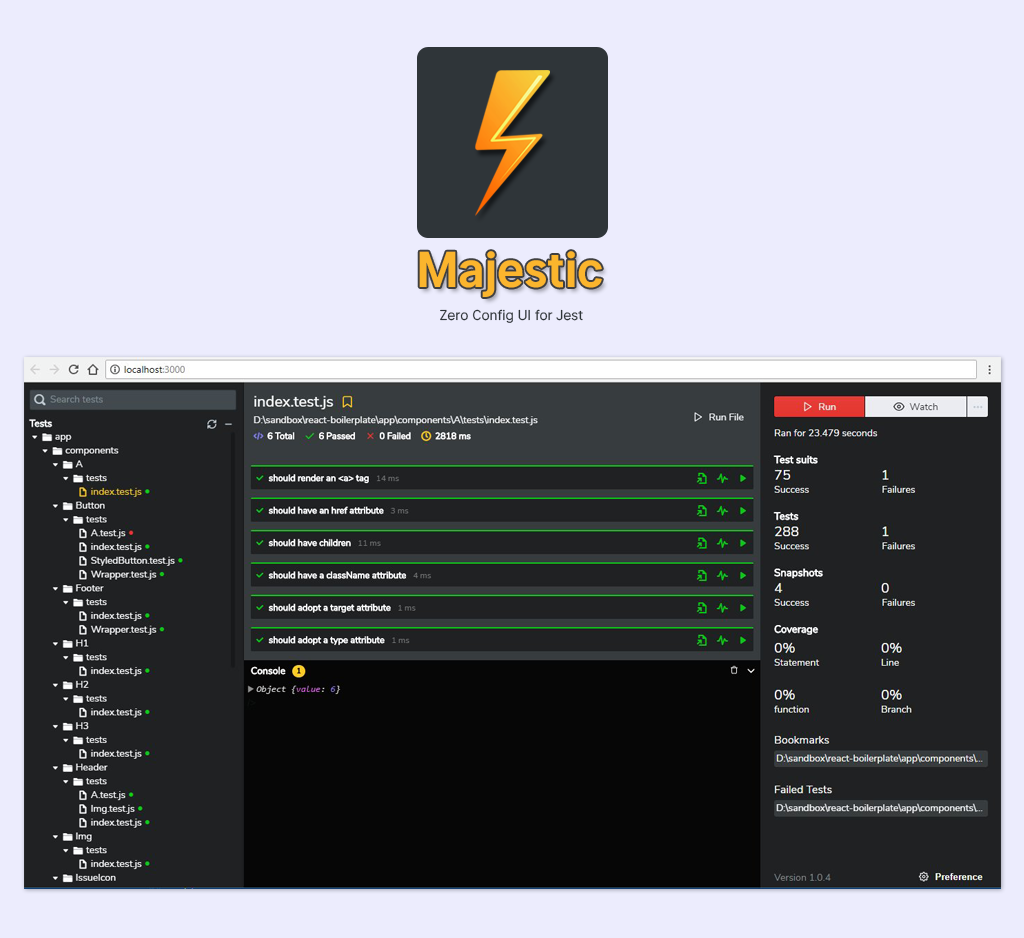 Majestic
Zero Config UI for Jest
localhost:3000
Search tests
Tests
app
components
A
tests
index.test.js
Button
tests
A.test.js
index.test.js
StyledButton.test.js
Wrapper.test.js
Footer
tests
index.test.js
Wrapper.test.js
H1
tests
index.test.js
H2
tests
index.test.js
H3
tests
index.test.js
Header
tests
A.test.js
Img.test.js
index.test.js
Img
tests
index.test.js
IssueIcon
index.test.js
D:\sandbox\react-boilerplate\app\components\A\tests\index.test.js
6 Total 6 Passed 0 Failed 2818 ms
Run File
should render an <a> tag 14 ms
should have an href attribute 3 ms
should have children 11 ms
should have a className attribute 4 ms
should adopt a target attribute 1 ms
should adopt a type attribute 1 ms
Console 1
Object {value: 6}
Run Watch ...
Ran for 23.479 seconds
Test suits
75 1
Success Failures
Tests
288 1
Success Failures
Snapshots
4 0
Success Failures
Coverage
0% 0%
Statement Line
0% 0%
function Branch
Bookmarks
D:\sandbox\react-boilerplate\app\components\...
Failed Tests
D:\sandbox\react-boilerplate\app\components\...
Version 1.0.4 Preference